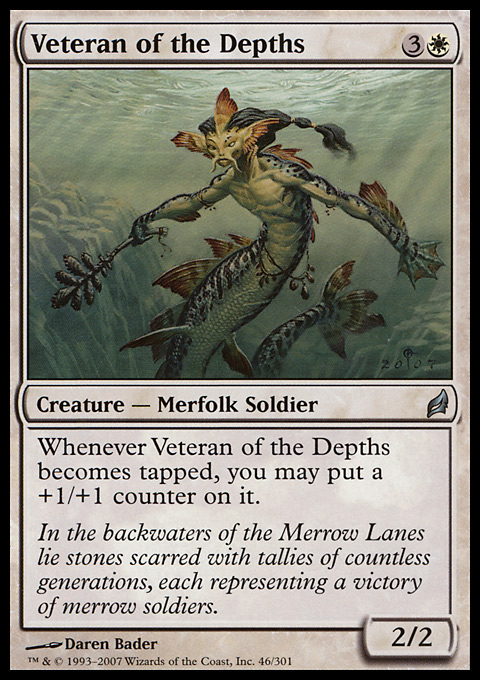 Veteran of the Depths 3
2007
Creature — Merfolk Soldier
Whenever Veteran of the Depths
becomes tapped, you may put a
+1/+1 counter on it.
In the backwaters of the Merrow Lanes
lie stones scarred with tallies of countless
generations, each representing a victory
of merrow soldiers.
2/2
Daren Bader
™ & © 1993–2007 Wizards of the Coast, Inc. 46/301